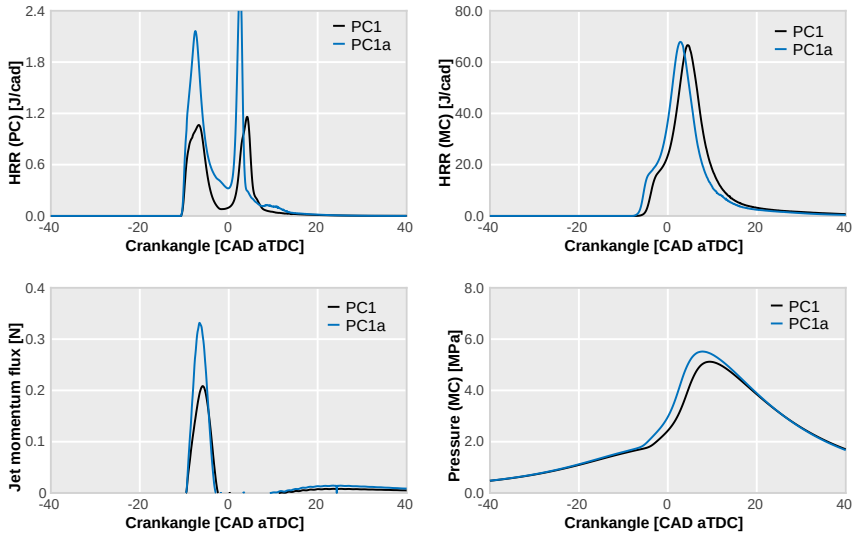 HRR (PC) [J/cad]
2.4
1.8
1.2
0.6
0.0
-40
-20
0
20
40
Crankangle [CAD aTDC]
PC1
PC1a
HRR (MC) [J/cad]
80.0
60.0
40.0
20.0
0.0
-40
-20
0
20
40
Crankangle [CAD aTDC]
PC1
PC1a
Jet momentum flux [N]
0.4
0.3
0.2
0.1
0
-40
-20
0
20
40
Crankangle [CAD aTDC]
PC1
PC1a
Pressure (MC) [MPa]
8.0
6.0
4.0
2.0
0.0
-40
-20
0
20
40
Crankangle [CAD aTDC]
PC1
PC1a